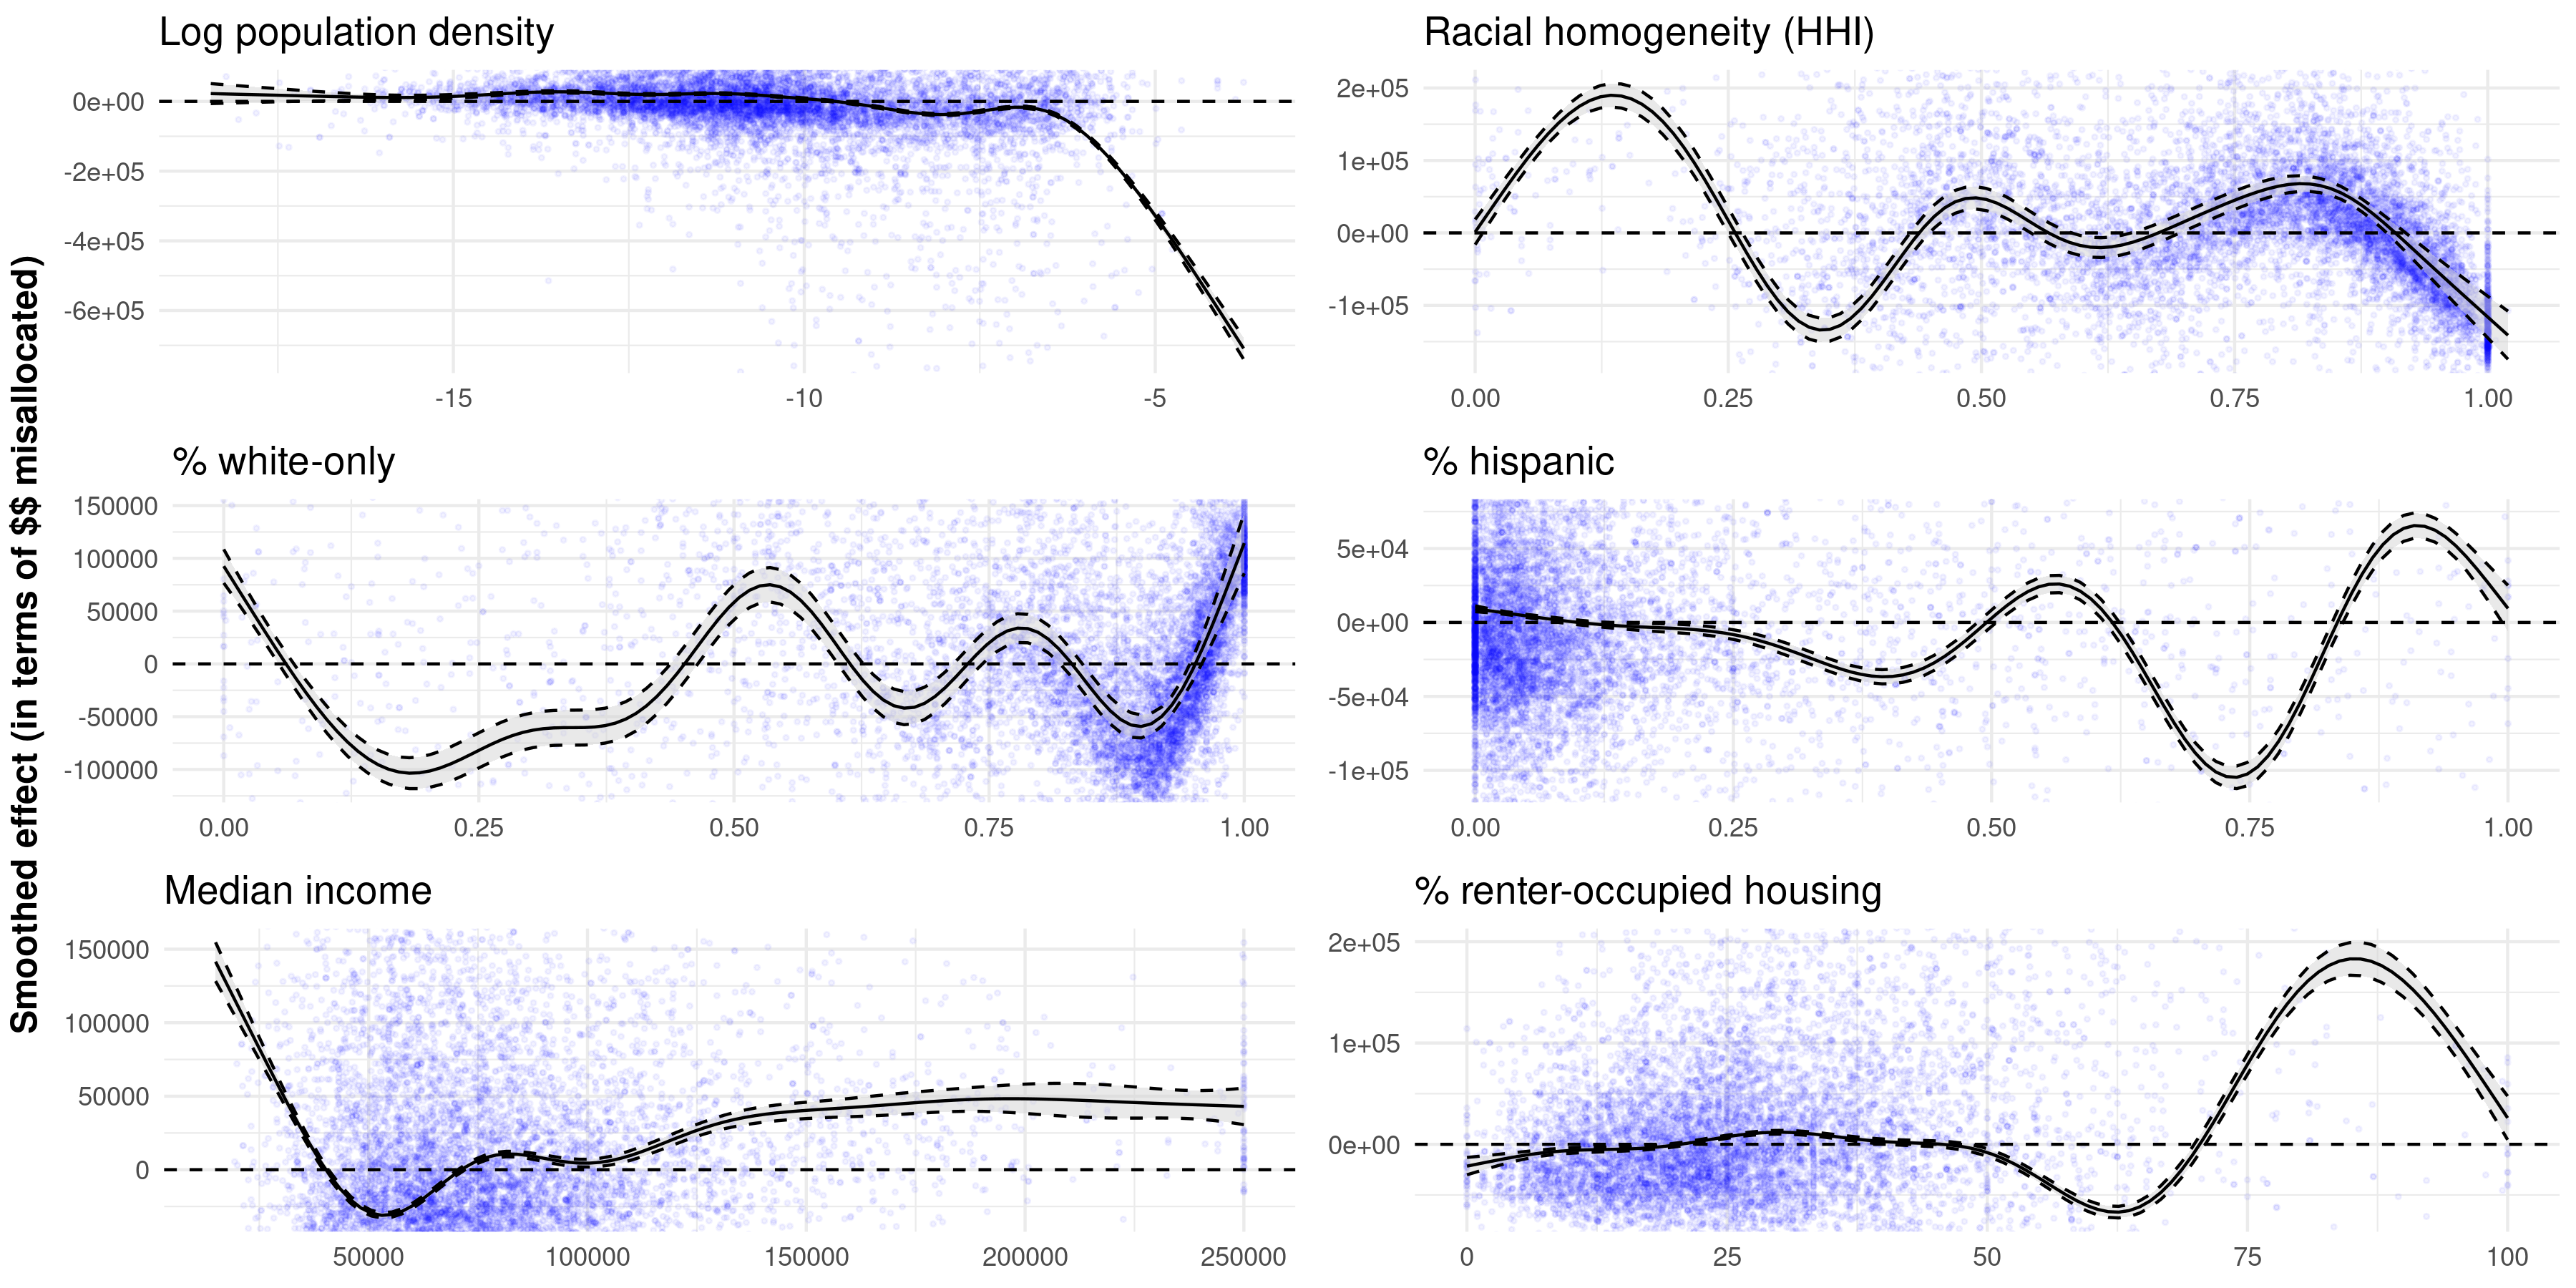 Smoothed effect (in terms of $$ misallocated)
Log population density
0e+00
-2e+05
-4e+05
-6e+05
-15 -10 -5
Racial homogeneity (HHI)
2e+05
1e+05
0e+00
-1e+05
0.00 0.25 0.50 0.75 1.00
% white-only
150000
100000
50000
0
-50000
-100000
0.00 0.25 0.50 0.75 1.00
% hispanic
5e+04
0e+00
-5e+04
-1e+05
0.00 0.25 0.50 0.75 1.00
Median income
150000
100000
50000
0
50000 100000 150000 200000 250000
% renter-occupied housing
2e+05
1e+05
0e+00
0 25 50 75 100